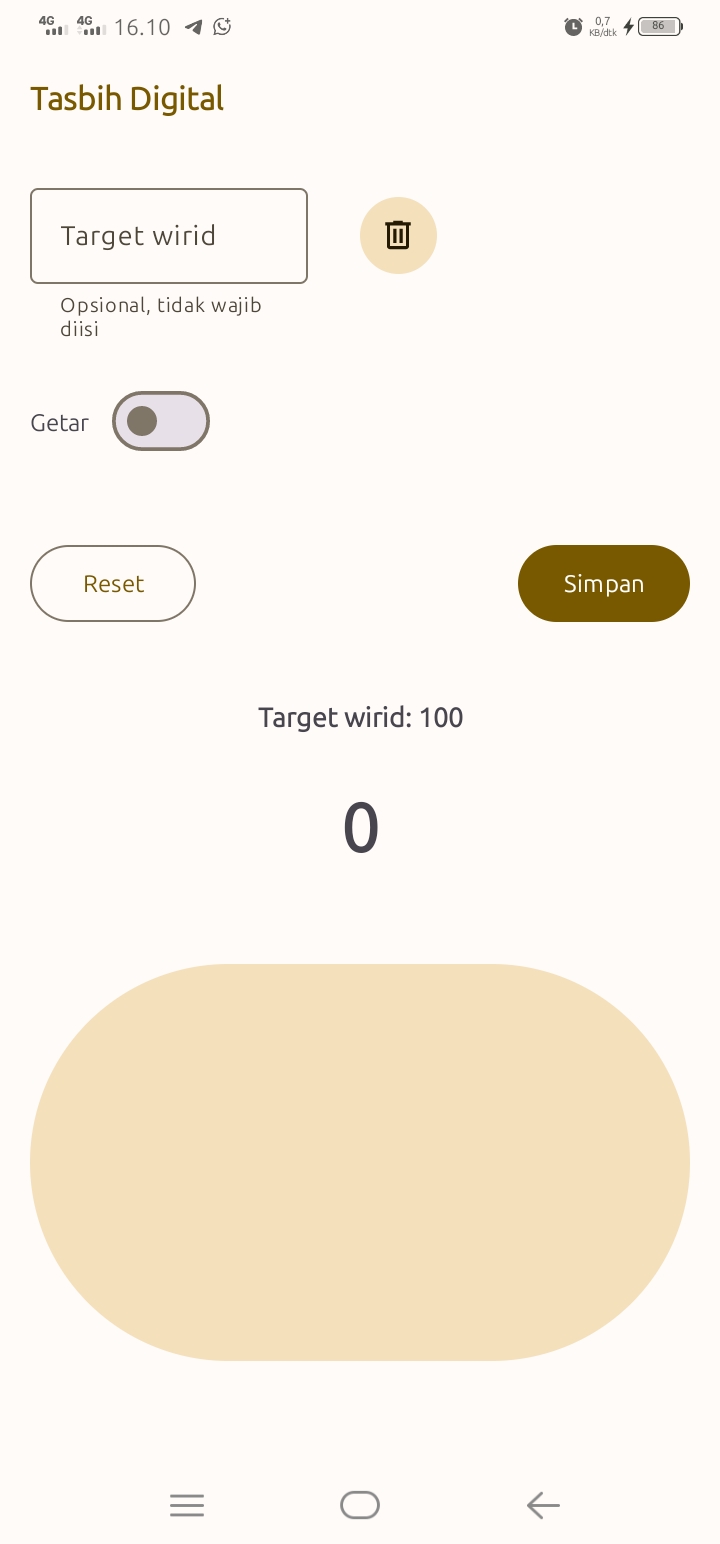 4G 4G 16.10 0,7 KB/dtk 86
Tasbih Digital
Target wirid
Opsional, tidak wajib
diisi
Getar
Reset Simpan
Target wirid: 100
0